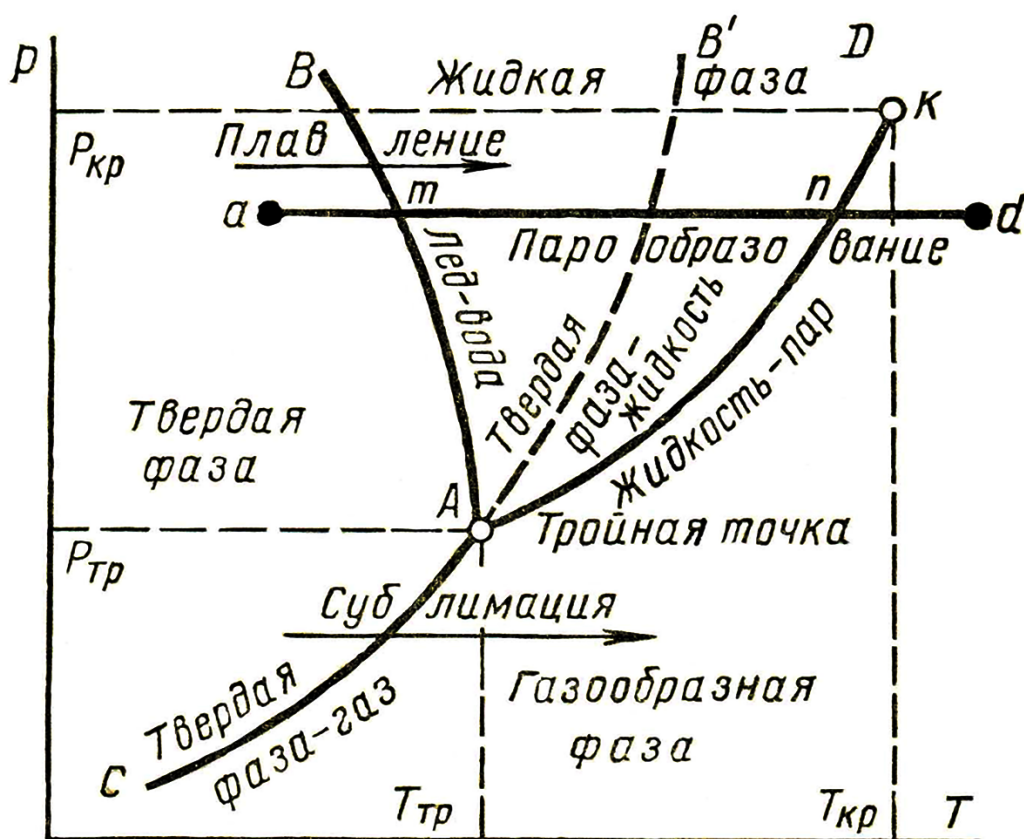 p
B
Жидкая
B′
фаза
D
K
Pкр
Плав ление
a
m
n
d
Паро образо вание
Лед-вода
Твердая
фаза-
жидкость
Жидкость-пар
Твердая
фаза
A
Тройная точка
Pтр
Суб лимация
Твердая
фаза-газ
C
Газообразная
фаза
Tтр
Tкр
T